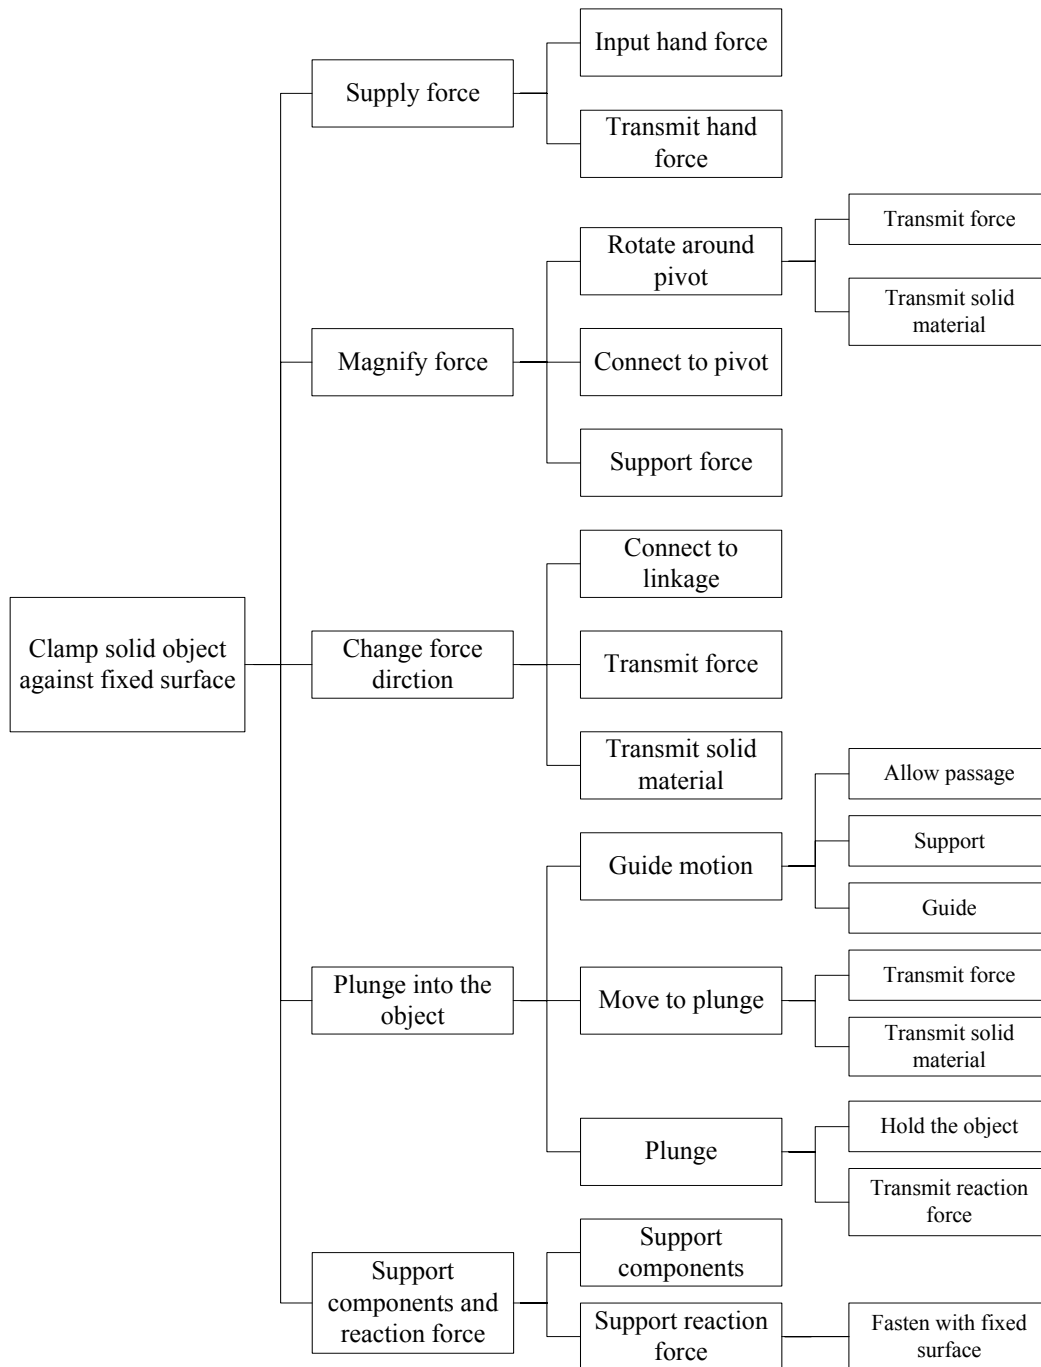 Input hand force
Supply force
Transmit hand
force
Transmit force
Rotate around
pivot
Transmit solid
material
Magnify force
Connect to pivot
Support force
Connect to
linkage
Clamp solid object
against fixed surface
Change force
dirction
Transmit force
Transmit solid
material
Allow passage
Guide motion
Support
Guide
Plunge into the
object
Move to plunge
Transmit force
Transmit solid
material
Plunge
Hold the object
Transmit reaction
force
Support
components and
reaction force
Support
components
Support reaction
force
Fasten with fixed
surface